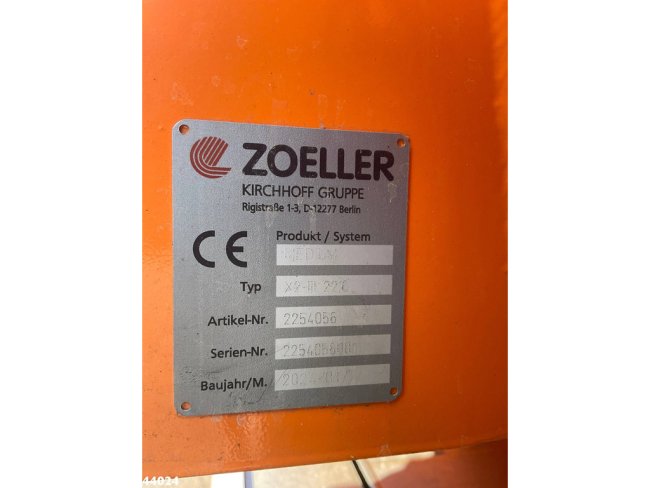 ZOELLER
KIRCHHOFF GRUPPE
Rigistraße 1-3, D-12277 Berlin
CE
Produkt / System
Typ
Artikel-Nr. 2254056
Serien-Nr.
Baujahr/M.
44024